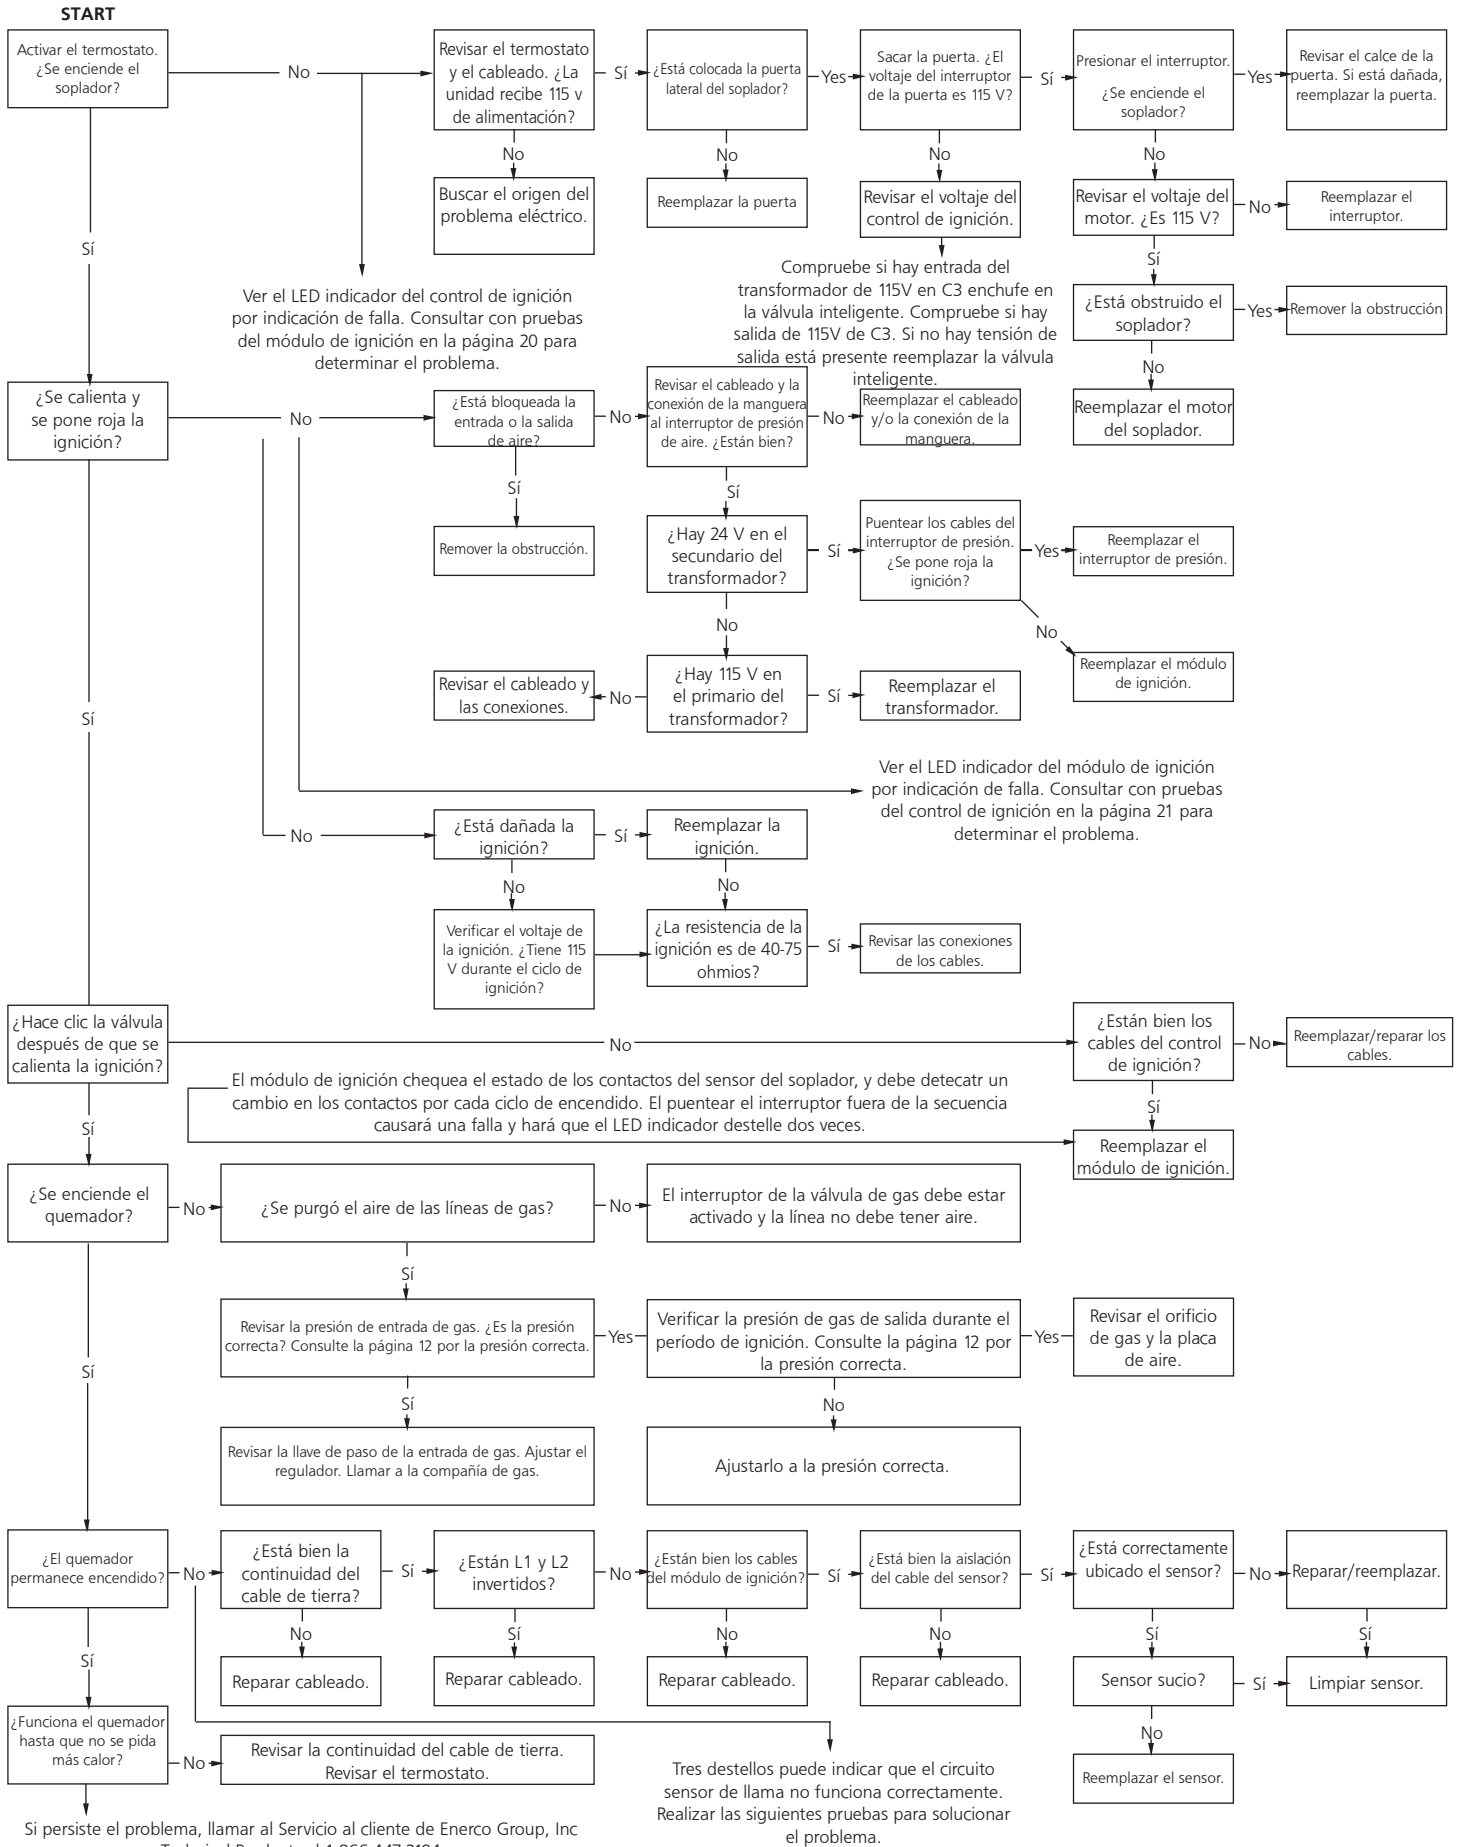 START
Activar el termostato.
¿Se enciende el
soplador?
No
Revisar el termostato
y el cableado. ¿La
unidad recibe 115 v
de alimentación?
Sí
¿Está colocada la puerta
lateral del soplador?
Yes
Sacar la puerta. ¿El
voltaje del interruptor
de la puerta es 115 V?
Sí
Presionar el interruptor.
¿Se enciende el
soplador?
Yes
Revisar el calce de la
puerta. Si está dañada,
reemplazar la puerta.
No
Buscar el origen del
problema eléctrico.
No
Reemplazar la puerta
No
Revisar el voltaje del
control de ignición.
No
Revisar el voltaje del
motor. ¿Es 115 V?
No
Reemplazar el
interruptor.
Sí
Sí
Ver el LED indicador del control de ignición
por indicación de falla. Consultar con pruebas
del módulo de ignición en la página 20 para
determinar el problema.
Compruebe si hay entrada del
transformador de 115V en C3 enchufe en
la válvula inteligente. Compruebe si hay
salida de 115V de C3. Si no hay tensión de
salida está presente reemplazar la válvula
inteligente.
¿Está obstruido el
soplador?
Yes
Remover la obstrucción
No
Reemplazar el motor
del soplador.
¿Se calienta y
se pone roja la
ignición?
No
¿Está bloqueada la
entrada o la salida
de aire?
No
Revisar el cableado y la
conexión de la manguera
al interruptor de presión
de aire. ¿Están bien?
No
Reemplazar el cableado
y/o la conexión de la
manguera.
Sí
Remover la obstrucción.
Sí
¿Hay 24 V en el
secundario del
transformador?
Sí
Puentear los cables del
interruptor de presión.
¿Se pone roja la
ignición?
Yes
Reemplazar el
interruptor de presión.
No
Reemplazar el módulo
de ignición.
No
Revisar el cableado y
las conexiones.
No
¿Hay 115 V en
el primario del
transformador?
Sí
Reemplazar el
transformador.
Sí
Ver el LED indicador del módulo de ignición
por indicación de falla. Consultar con pruebas
del control de ignición en la página 21 para
determinar el problema.
No
¿Está dañada la
ignición?
Sí
Reemplazar la
ignición.
No
Verificar el voltaje de
la ignición. ¿Tiene 115
V durante el ciclo de
ignición?
No
¿La resistencia de la
ignición es de 40-75
ohmios?
Sí
Revisar las conexiones
de los cables.
¿Hace clic la válvula
después de que se
calienta la ignición?
No
¿Están bien los
cables del control
de ignición?
No
Reemplazar/reparar los
cables.
El módulo de ignición chequea el estado de los contactos del sensor del soplador, y debe detecatr un
cambio en los contactos por cada ciclo de encendido. El puentear el interruptor fuera de la secuencia
causará una falla y hará que el LED indicador destelle dos veces.
Sí
Reemplazar el
módulo de ignición.
Sí
¿Se enciende el
quemador?
No
¿Se purgó el aire de las líneas de gas?
No
El interruptor de la válvula de gas debe estar
activado y la línea no debe tener aire.
Sí
Revisar la presión de entrada de gas. ¿Es la presión
correcta? Consulte la página 12 por la presión correcta.
Yes
Verificar la presión de gas de salida durante el
período de ignición. Consulte la página 12 por
la presión correcta.
Yes
Revisar el orificio
de gas y la placa
de aire.
Sí
Sí
Revisar la llave de paso de la entrada de gas. Ajustar el
regulador. Llamar a la compañía de gas.
No
Ajustarlo a la presión correcta.
¿El quemador
permanece encendido?
No
¿Está bien la
continuidad del
cable de tierra?
Sí
¿Están L1 y L2
invertidos?
No
¿Están bien los cables
del módulo de ignición?
Sí
¿Está bien la aislación
del cable del sensor?
Sí
¿Está correctamente
ubicado el sensor?
No
Reparar/reemplazar.
Sí
No
Reparar cableado.
Sí
Reparar cableado.
No
Reparar cableado.
No
Reparar cableado.
Sí
Sensor sucio?
Sí
Sí
Limpiar sensor.
¿Funciona el quemador
hasta que no se pida
más calor?
No
Revisar la continuidad del cable de tierra.
Revisar el termostato.
Tres destellos puede indicar que el circuito
sensor de llama no funciona correctamente.
Realizar las siguientes pruebas para solucionar
el problema.
No
Reemplazar el sensor.
Si persiste el problema, llamar al Servicio al cliente de Enerco Group, Inc